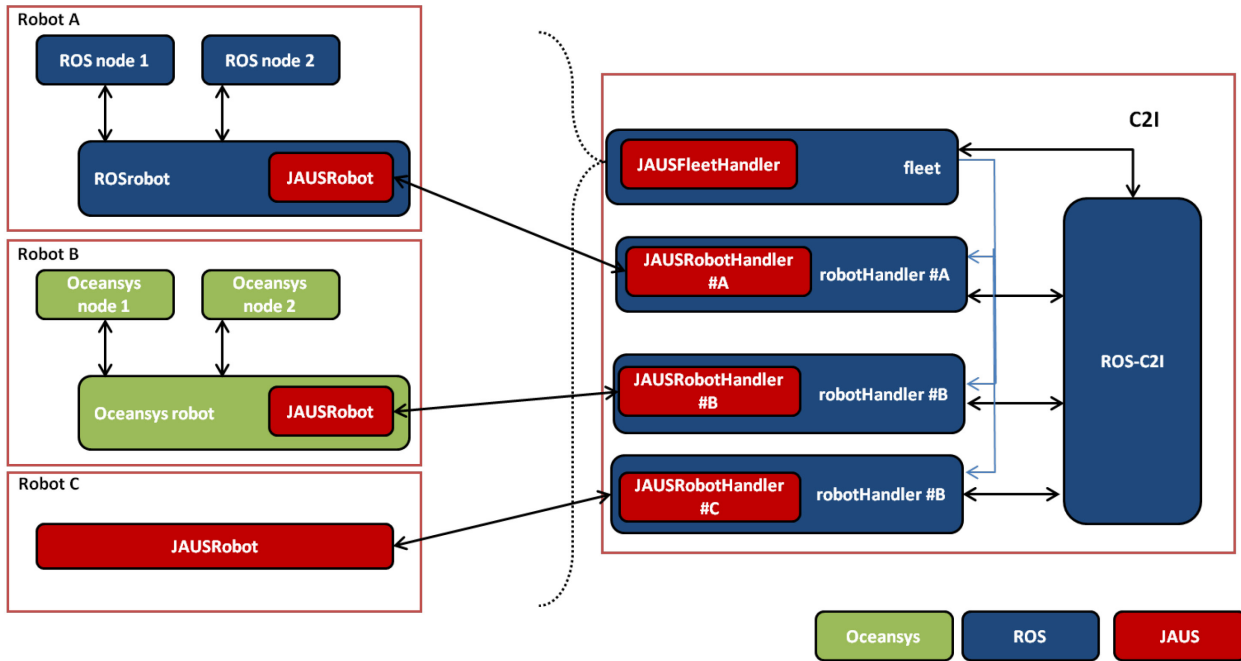 Robot A
ROS node 1
ROS node 2
ROSrobot
JAUSRobot
Robot B
Oceansys
node 1
Oceansys
node 2
Oceansys robot
JAUSRobot
Robot C
JAUSRobot
C2I
JAUSFleetHandler
fleet
JAUSRobotHandler
#A
robotHandler #A
JAUSRobotHandler
#B
robotHandler #B
JAUSRobotHandler
#C
robotHandler #B
ROS-C2I
Oceansys
ROS
JAUS